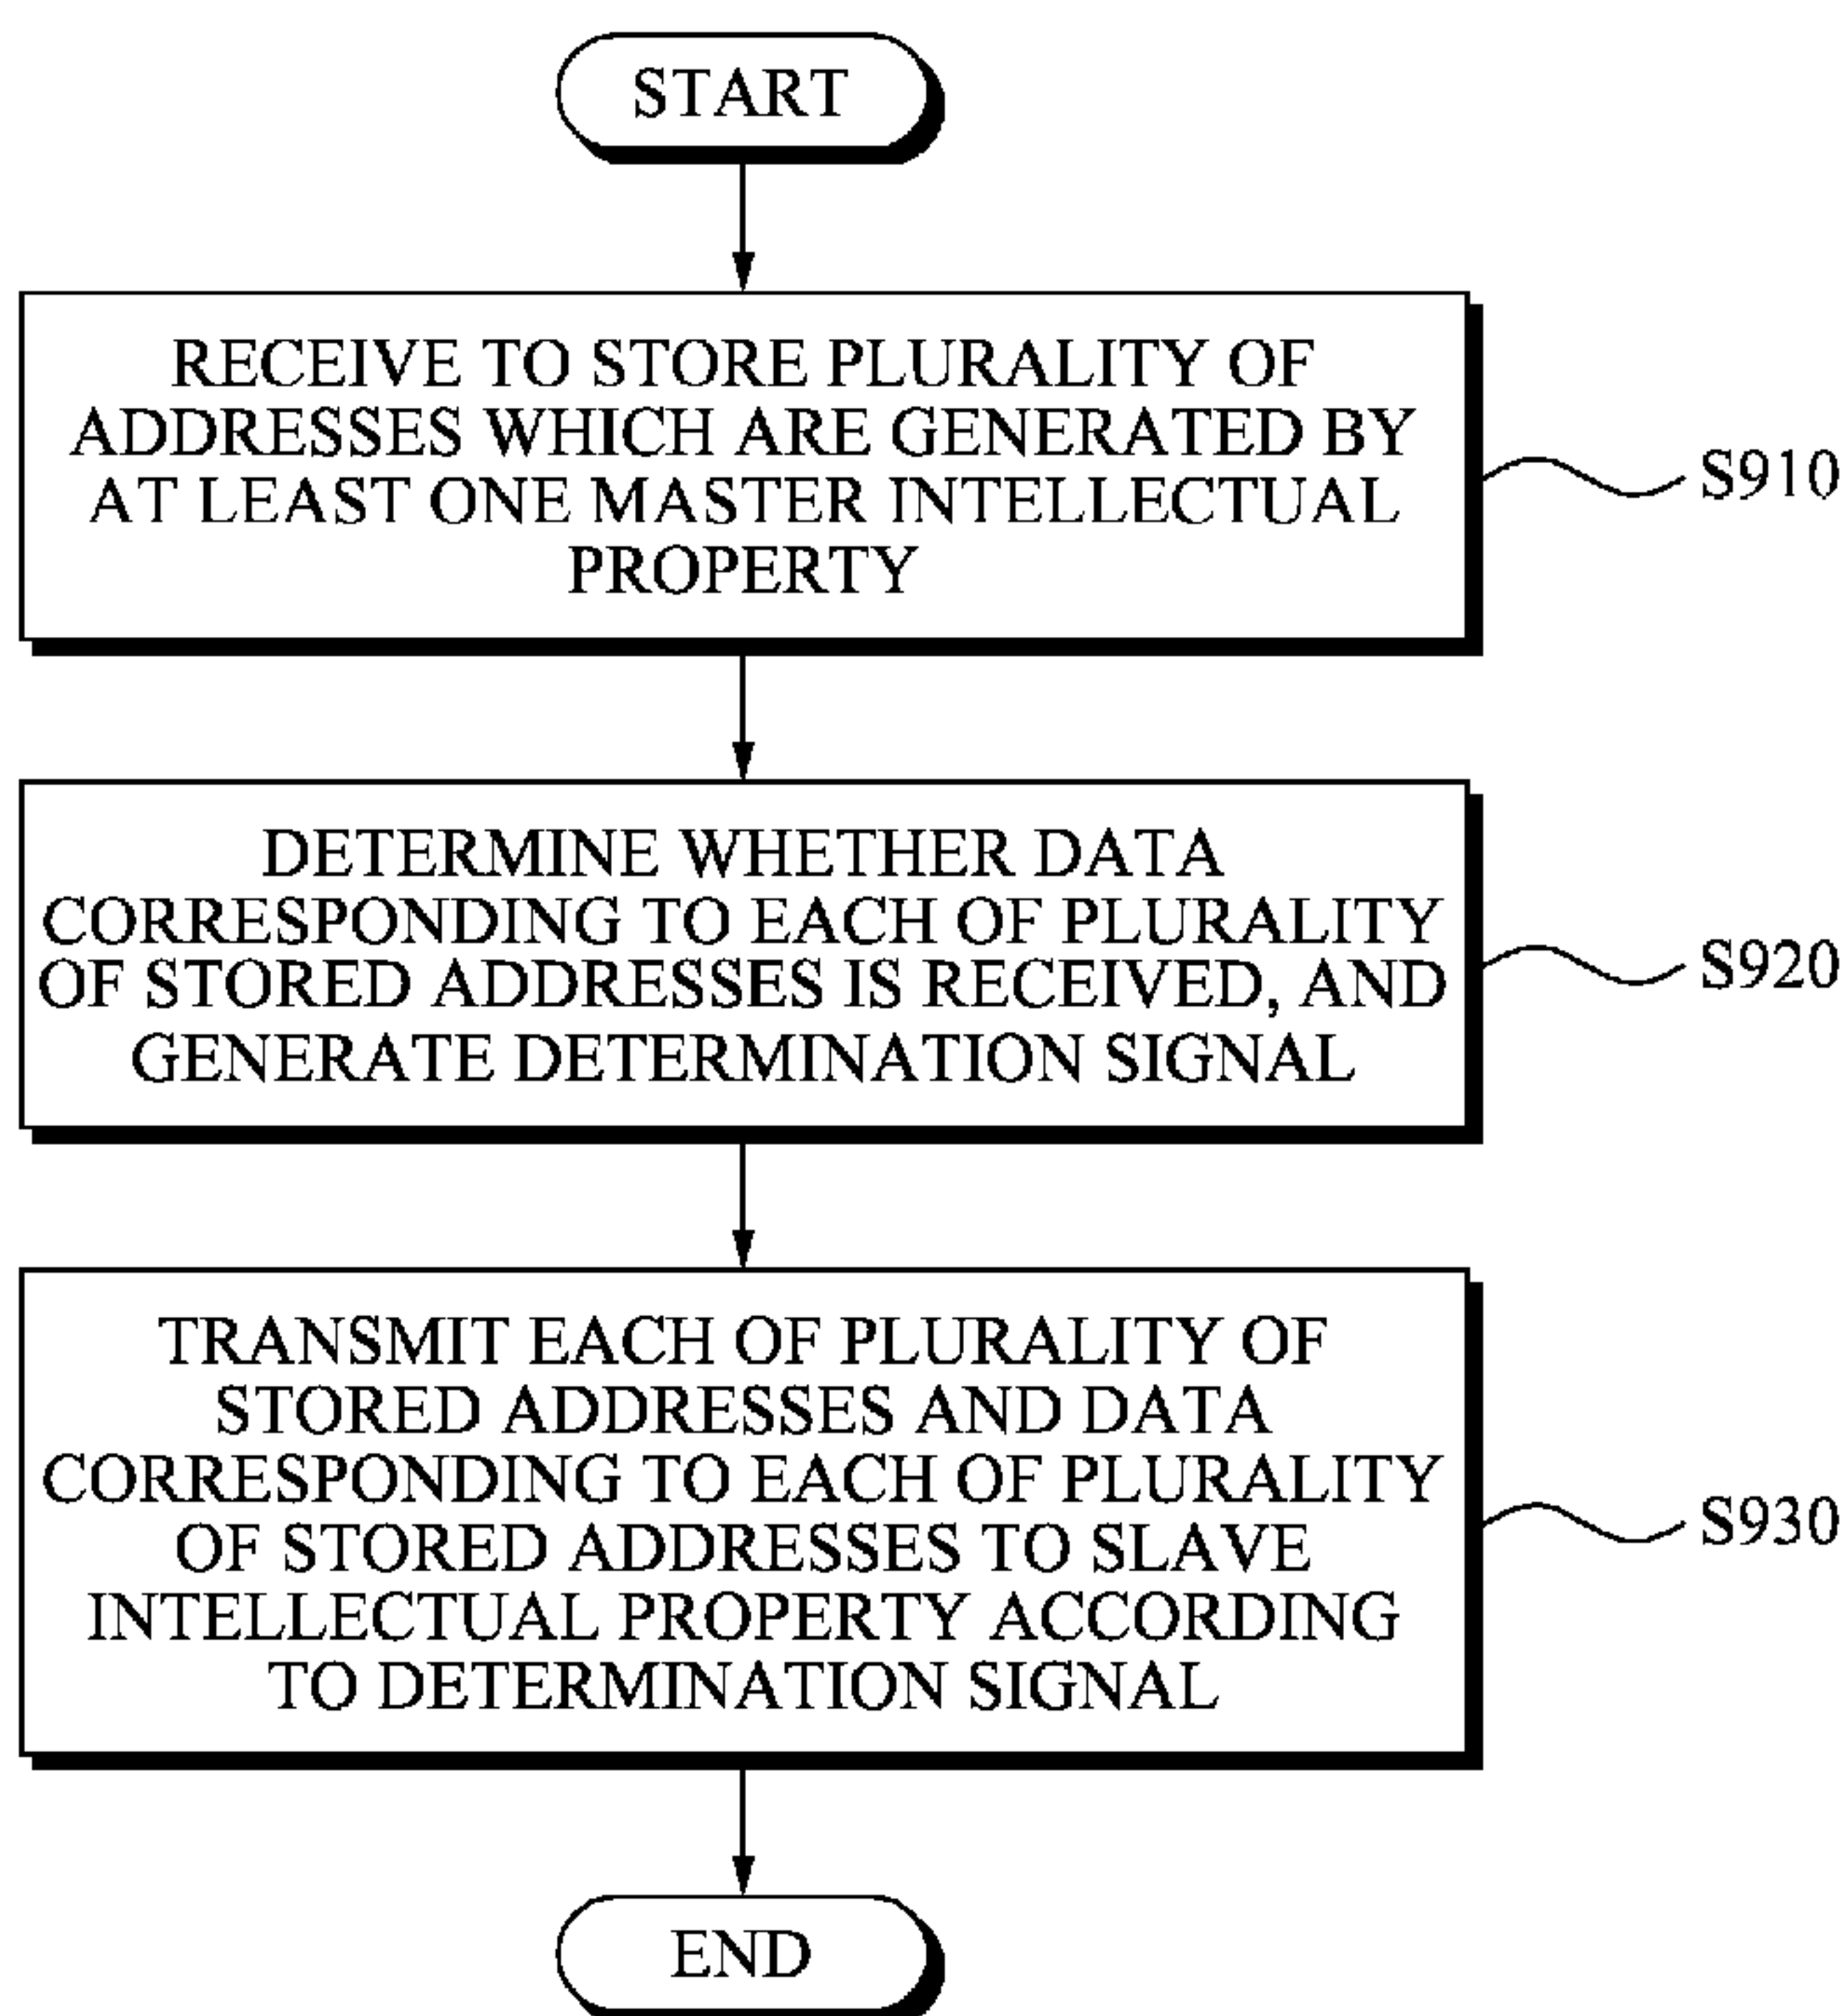 START
RECEIVE TO STORE PLURALITY OF
ADDRESSES WHICH ARE GENERATED BY
AT LEAST ONE MASTER INTELLECTUAL
PROPERTY
S910
DETERMINE WHETHER DATA
CORRESPONDING TO EACH OF PLURALITY
OF STORED ADDRESSES IS RECEIVED, AND
GENERATE DETERMINATION SIGNAL
S920
TRANSMIT EACH OF PLURALITY OF
STORED ADDRESSES AND DATA
CORRESPONDING TO EACH OF PLURALITY
OF STORED ADDRESSES TO SLAVE
INTELLECTUAL PROPERTY ACCORDING
TO DETERMINATION SIGNAL
S930
END